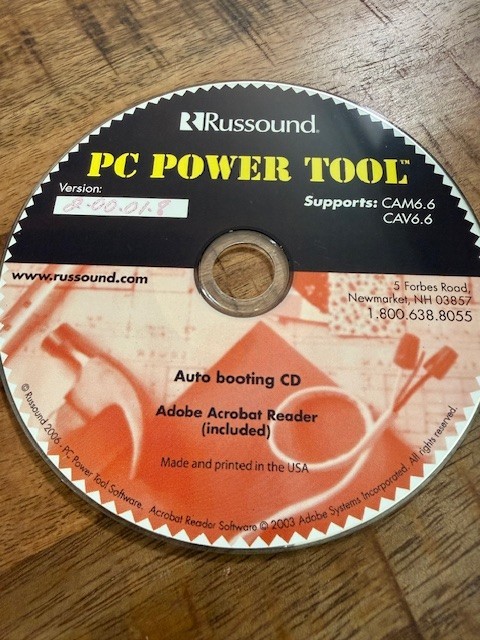 Russound®
PC POWER TOOL™
Version:
2.00.01.8
Supports: CAM6.6
CAV6.6
www.russound.com
5 Forbes Road,
Newmarket, NH 03857
1.800.638.8055
Auto booting CD
Adobe Acrobat Reader
(included)
Made and printed in the USA
© Russound 2006 - PC Power Tool Software. Acrobat Reader Software © 2003 Adobe Systems Incorporated. All rights reserved.